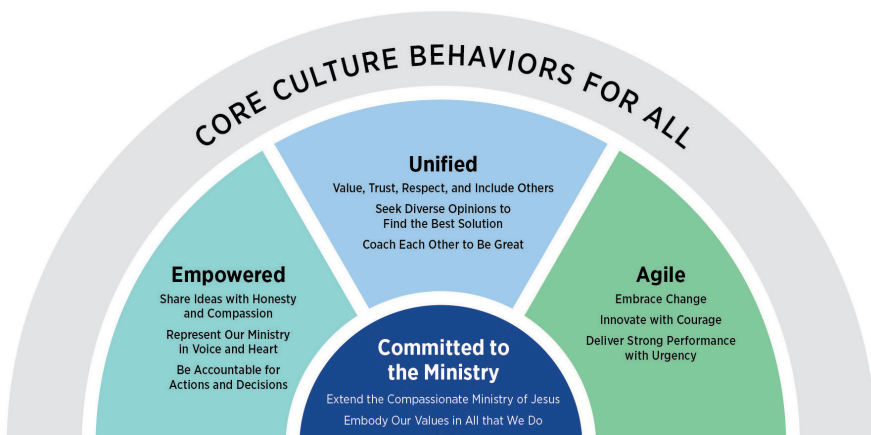 CORE CULTURE BEHAVIORS FOR ALL
Empowered
Share Ideas with Honesty
and Compassion
Represent Our Ministry
in Voice and Heart
Be Accountable for
Actions and Decisions
Unified
Value, Trust, Respect, and Include Others
Seek Diverse Opinions to
Find the Best Solution
Coach Each Other to Be Great
Agile
Embrace Change
Innovate with Courage
Deliver Strong Performance
with Urgency
Committed to
the Ministry
Extend the Compassionate Ministry of Jesus
Embody Our Values in All that We Do